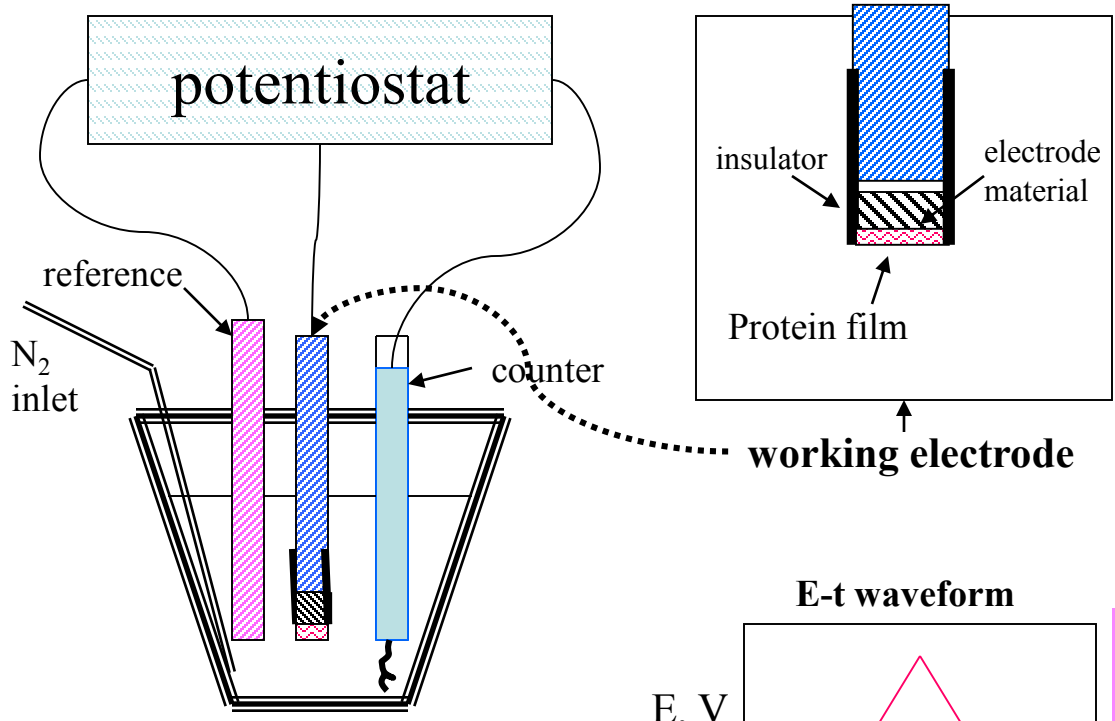 potentiostat
insulator
electrode
material
reference
Protein film
N₂
inlet
counter
working electrode
E-t waveform
E, V